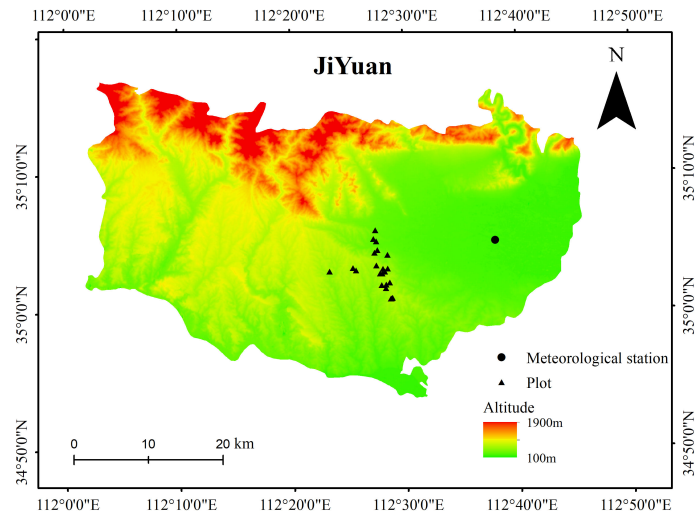 112°0'0"E 112°10'0"E 112°20'0"E 112°30'0"E 112°40'0"E 112°50'0"E
JiYuan
N
35°10'0"N 35°10'0"N
35°0'0"N 35°0'0"N
Meteorological station
Plot
Altitude
1900m
100m
0 10 20 km
34°50'0"N 34°50'0"N
112°0'0"E 112°10'0"E 112°20'0"E 112°30'0"E 112°40'0"E 112°50'0"E